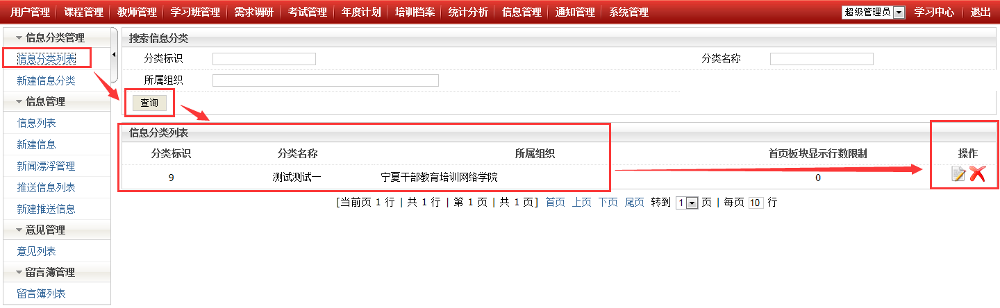 用户管理 课程管理 教师管理 学习班管理 需求调研 考试管理 年度计划 培训档案 统计分析 信息管理 通知管理 系统管理 超级管理员 学习中心 退出
信息分类管理
信息分类列表
新建信息分类
信息管理
信息列表
新建信息
新闻漂浮管理
推送信息列表
新建推送信息
意见管理
意见列表
留言簿管理
留言簿列表
搜索信息分类
分类标识 分类名称
所属组织
查询
信息分类列表
分类标识 分类名称 所属组织 首页板块显示行数限制 操作
9 测试测试一 宁夏干部教育培训网络学院 0
[当前页 1 行 | 共 1 行 | 第 1 页 | 共 1 页] 首页 上页 下页 尾页 转到 1 页 | 每页 10 行